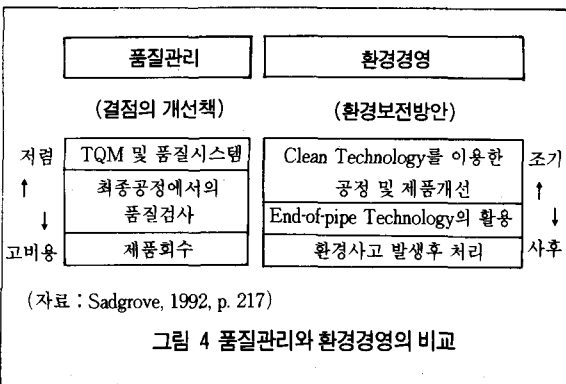 품질관리 환경경영
(결점의 개선책) (환경보전방안)
저렴 TQM 및 품질시스템 Clean Technology를 이용한 조기
↑ 최종공정에서의 공정 및 제품개선 ↑
↓ 품질검사 End-of-pipe Technology의 활용 ↓
고비용 제품회수 환경사고 발생후 처리 사후
(자료 : Sadgrove, 1992, p. 217)
그림 4 품질관리와 환경경영의 비교